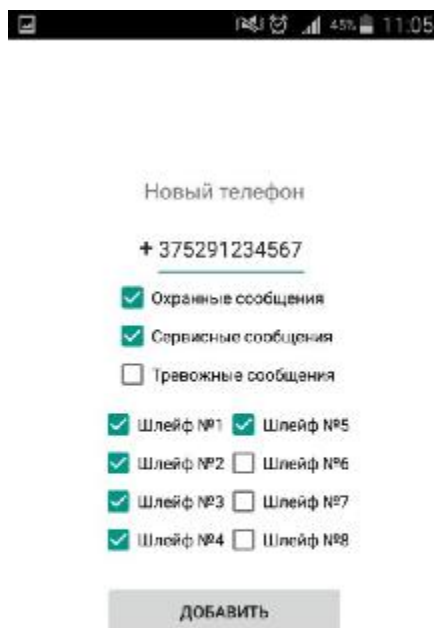 45% 11:05
Новый телефон
+ 375291234567
Охранные сообщения
Сервисные сообщения
Тревожные сообщения
Шлейф №1 Шлейф №5
Шлейф №2 Шлейф №6
Шлейф №3 Шлейф №7
Шлейф №4 Шлейф №8
ДОБАВИТЬ